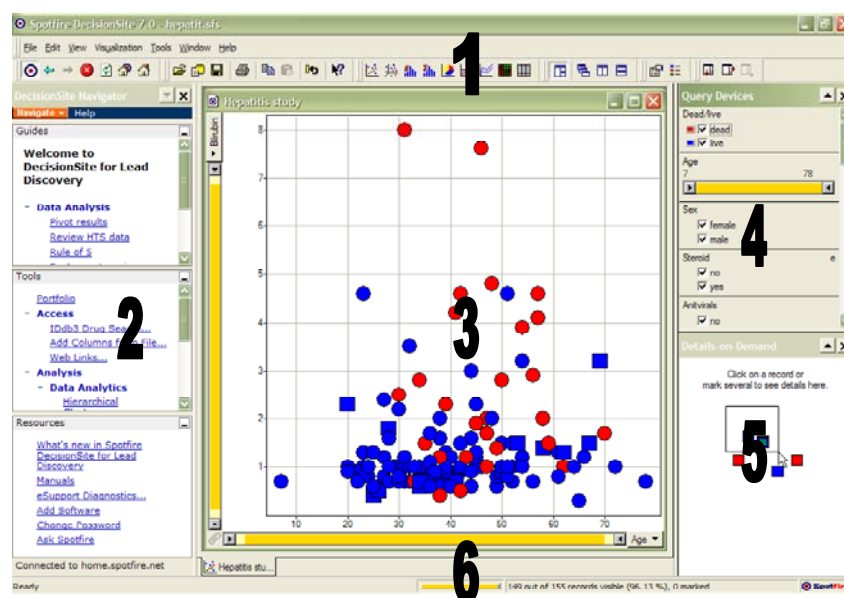 Spotfire DecisionSite 7.0 - hepatit.sfs
File Edit View Visualization Tools Window Help
1
DecisionSite Navigator
Navigate Help
Guides
Welcome to
DecisionSite for Lead
Discovery
- Data Analysis
Pivot results
Review HTS data
Rule of 5
Tools
Portfolio
- Access
IDdb3 Drug Sea...
Add Columns from File...
Web Links...
- Analysis
- Data Analytics
Hierarchical
2
Resources
What's new in Spotfire
DecisionSite for Lead
Discovery
Manuals
eSupport Diagnostics...
Add Software
Change Password
Ask Spotfire
Connected to home.spotfire.net
Ready
Hepatitis study
Bilirubin
8
7
6
5
4
3
2
1
3
10 20 30 40 50 60 70
Age
Hepatitis stu...
6
149 out of 155 records visible (96.13 %), 0 marked
Spotfire
Query Devices
Dead/live
dead
live
Age
7 78
Sex
female
male
4
Steroid e
no
yes
Antivirals
no
Details-on-Demand
Click on a record or
mark several to see details here.
5